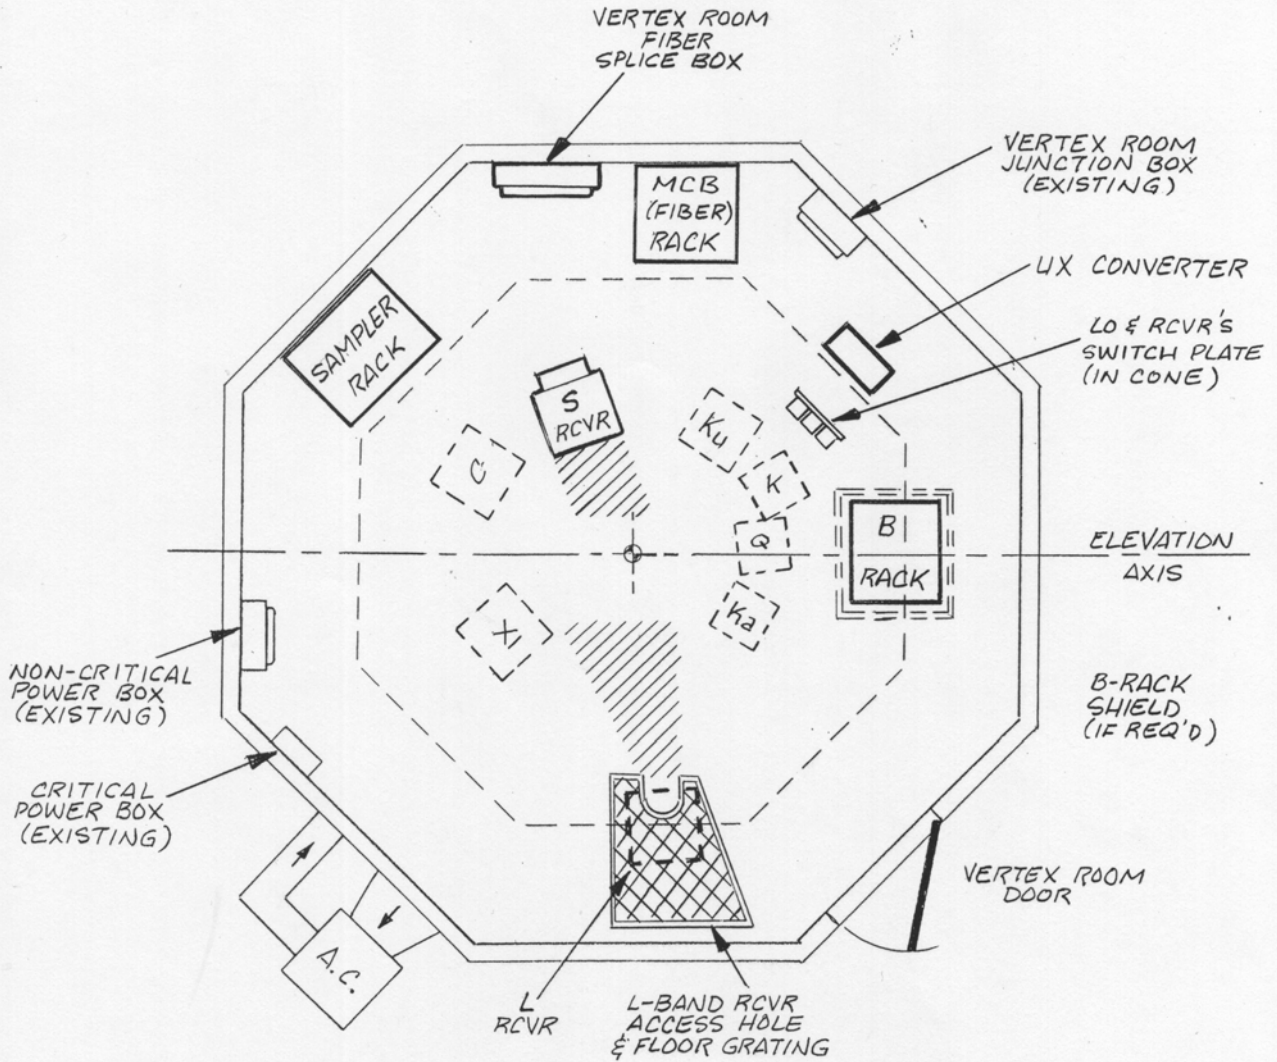 VERTEX ROOM
FIBER
SPLICE BOX
VERTEX ROOM
JUNCTION BOX
(EXISTING)
MCB
(FIBER)
RACK
UX CONVERTER
LO & RCVR'S
SWITCH PLATE
(IN CONE)
SAMPLER
RACK
S
RCVR
Ku
C
K
Q
B
RACK
ELEVATION
AXIS
X
Ka
NON-CRITICAL
POWER BOX
(EXISTING)
B-RACK
SHIELD
(IF REQ'D)
CRITICAL
POWER BOX
(EXISTING)
VERTEX ROOM
DOOR
A.C.
L
RCVR
L-BAND RCVR
ACCESS HOLE
& FLOOR GRATING